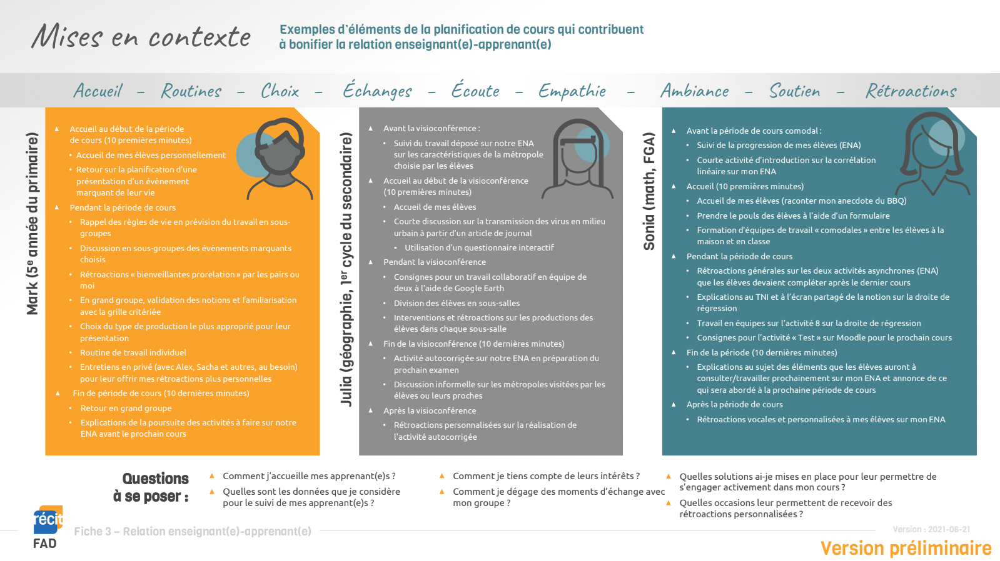 Mises en contexte
Exemples d'éléments de la planification de cours qui contribuent
à bonifier la relation enseignant(e)-apprenant(e)
Accueil – Routines – Choix – Échanges – Écoute – Empathie – Ambiance – Soutien – Rétroactions
Mark (5e année du primaire)
Accueil au début de la période
de cours (10 premières minutes)
• Accueil de mes élèves personnellement
• Retour sur la planification d'une
présentation d'un évènement
marquant de leur vie
Pendant la période de cours
• Rappel des règles de vie en prévision du travail en sous-
groupes
• Discussion en sous-groupes des évènements marquants
choisis
• Rétroactions « bienveillantes prorelation » par les pairs ou
moi
• En grand groupe, validation des notions et familiarisation
avec la grille critériée
• Choix du type de production le plus approprié pour leur
présentation
• Routine de travail individuel
• Entretiens en privé (avec Alex, Sacha et autres, au besoin)
pour leur offrir mes rétroactions plus personnelles
Fin de période de cours (10 dernières minutes)
• Retour en grand groupe
• Explications de la poursuite des activités à faire sur notre
ENA avant le prochain cours
Julia (géographie, 1er cycle du secondaire)
Avant la visioconférence :
• Suivi du travail déposé sur notre ENA
sur les caractéristiques de la métropole
choisie par les élèves
Accueil au début de la visioconférence
(10 premières minutes)
• Accueil de mes élèves
• Courte discussion sur la transmission des virus en milieu
urbain à partir d'un article de journal
- Utilisation d'un questionnaire interactif
Pendant la visioconférence
• Consignes pour un travail collaboratif en équipe de
deux à l'aide de Google Earth
• Division des élèves en sous-salles
• Interventions et rétroactions sur les productions des
élèves dans chaque sous-salle
Fin de la visioconférence (10 dernières minutes)
• Activité autocorrigée sur notre ENA en préparation du
prochain examen
• Discussion informelle sur les métropoles visitées par les
élèves ou leurs proches
Après la visioconférence
• Rétroactions personnalisées sur la réalisation de
l'activité autocorrigée
Sonia (math, FGA)
Avant la période de cours comodal :
• Suivi de la progression de mes élèves (ENA)
• Courte activité d'introduction sur la corrélation
linéaire sur mon ENA
Accueil (10 premières minutes)
• Accueil de mes élèves (raconter mon anecdote du BBQ)
• Prendre le pouls des élèves à l'aide d'un formulaire
• Formation d'équipes de travail « comodales » entre les élèves à la
maison et en classe
Pendant la période de cours
• Rétroactions générales sur les deux activités asynchrones (ENA)
que les élèves devaient compléter après le dernier cours
• Explications au TNI et à l'écran partagé de la notion sur la droite de
régression
• Travail en équipes sur l'activité 8 sur la droite de régression
• Consignes pour l'activité « Test » sur Moodle pour le prochain cours
Fin de la période (10 dernières minutes)
• Explications au sujet des éléments que les élèves auront à
consulter/travailler prochainement sur mon ENA et annonce de ce
qui sera abordé à la prochaine période de cours
Après la période de cours
• Rétroactions vocales et personnalisées à mes élèves sur mon ENA
Questions
à se poser :
Comment j'accueille mes apprenant(e)s ?
Quelles sont les données que je considère
pour le suivi de mes apprenant(e)s ?
Comment je tiens compte de leurs intérêts ?
Comment je dégage des moments d'échange avec
mon groupe ?
Quelles solutions ai-je mises en place pour leur permettre de
s'engager activement dans mon cours ?
Quelles occasions leur permettent de recevoir des
rétroactions personnalisées ?
récit
FAD
Fiche 3 – Relation enseignant(e)-apprenant(e)
Version : 2021-06-21
Version préliminaire